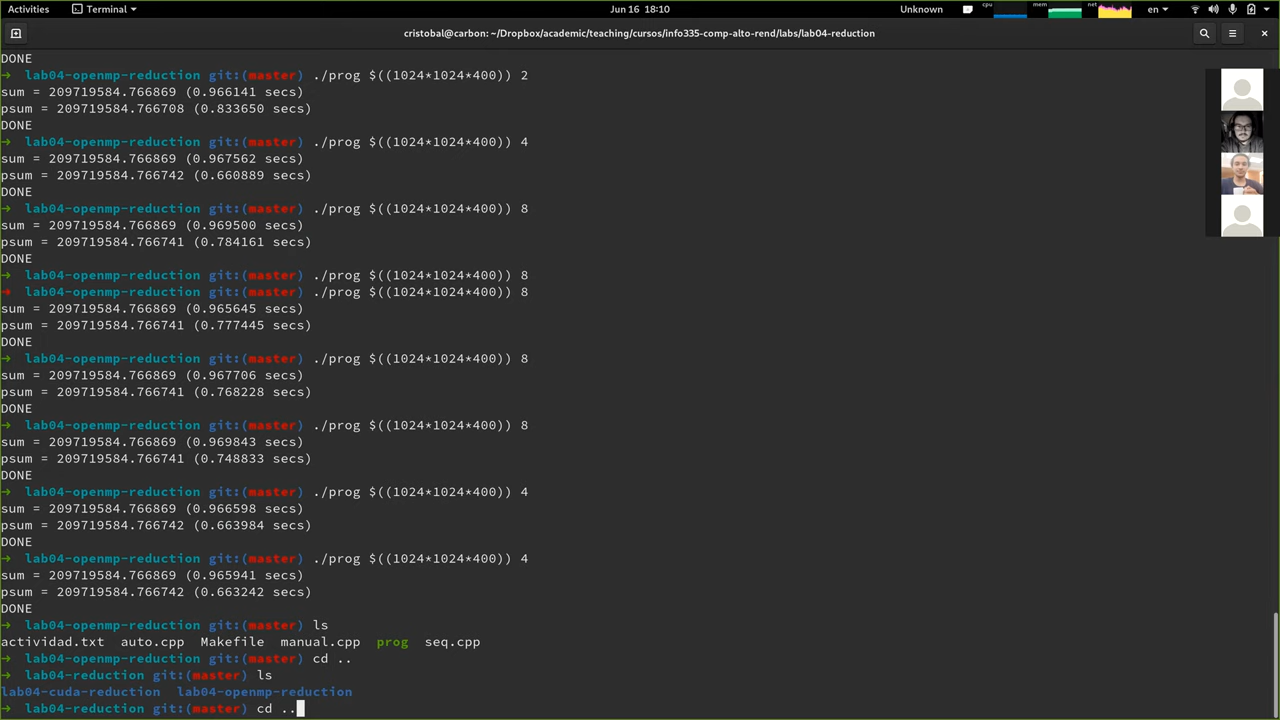 Activities Terminal Jun 16 18:10 Unknown cpu mem net en
cristobal@carbon: ~/Dropbox/academic/teaching/cursos/info335-comp-alto-rend/labs/lab04-reduction
DONE
→ lab04-openmp-reduction git:(master) ./prog $((1024*1024*400)) 2
sum = 209719584.766869 (0.966141 secs)
psum = 209719584.766708 (0.833650 secs)
DONE
→ lab04-openmp-reduction git:(master) ./prog $((1024*1024*400)) 4
sum = 209719584.766869 (0.967562 secs)
psum = 209719584.766742 (0.660889 secs)
DONE
→ lab04-openmp-reduction git:(master) ./prog $((1024*1024*400)) 8
sum = 209719584.766869 (0.969500 secs)
psum = 209719584.766741 (0.784161 secs)
DONE
→ lab04-openmp-reduction git:(master) ./prog $((1024*1024*400)) 8
→ lab04-openmp-reduction git:(master) ./prog $((1024*1024*400)) 8
sum = 209719584.766869 (0.965645 secs)
psum = 209719584.766741 (0.777445 secs)
DONE
→ lab04-openmp-reduction git:(master) ./prog $((1024*1024*400)) 8
sum = 209719584.766869 (0.967706 secs)
psum = 209719584.766741 (0.768228 secs)
DONE
→ lab04-openmp-reduction git:(master) ./prog $((1024*1024*400)) 8
sum = 209719584.766869 (0.969843 secs)
psum = 209719584.766741 (0.748833 secs)
DONE
→ lab04-openmp-reduction git:(master) ./prog $((1024*1024*400)) 4
sum = 209719584.766869 (0.966598 secs)
psum = 209719584.766742 (0.663984 secs)
DONE
→ lab04-openmp-reduction git:(master) ./prog $((1024*1024*400)) 4
sum = 209719584.766869 (0.965941 secs)
psum = 209719584.766742 (0.663242 secs)
DONE
→ lab04-openmp-reduction git:(master) ls
actividad.txt auto.cpp Makefile manual.cpp prog seq.cpp
→ lab04-openmp-reduction git:(master) cd ..
→ lab04-reduction git:(master) ls
lab04-cuda-reduction lab04-openmp-reduction
→ lab04-reduction git:(master) cd ..